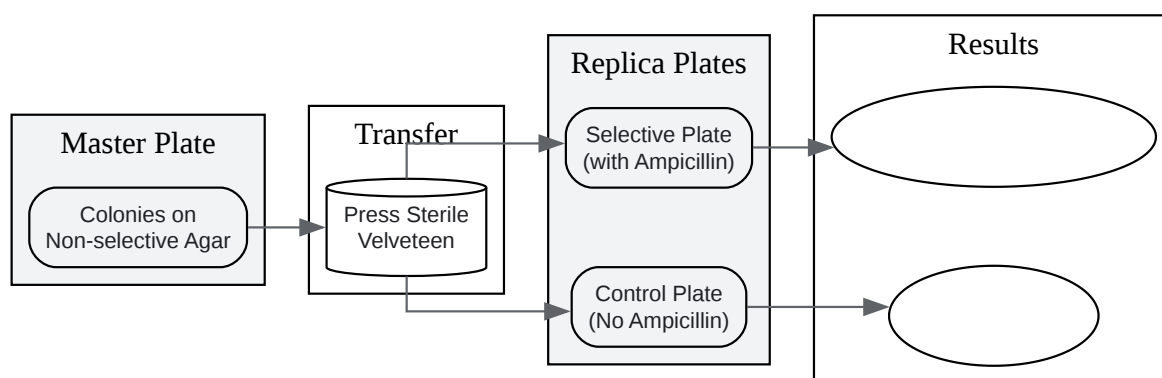 Master Plate
Colonies on
Non-selective Agar
Transfer
Press Sterile
Velveteen
Replica Plates
Selective Plate
(with Ampicillin)
Control Plate
(No Ampicillin)
Results